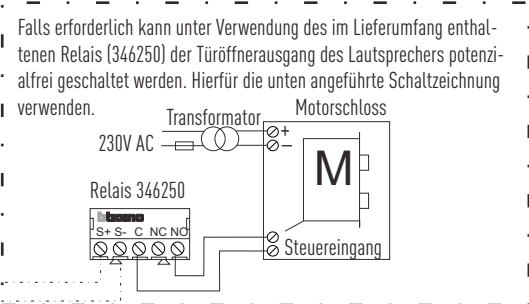 Falls erforderlich kann unter Verwendung des im Lieferumfang enthal-
tenen Relais (346250) der Türöffnerausgang des Lautsprechers potenzi-
alfrei geschaltet werden. Hierfür die unten angeführte Schaltzeichnung
verwenden.
Transformator
Motorschloss
230V AC
+
–
M
Relais 346250
bticino
S+ S- C NC NO
Steuereingang